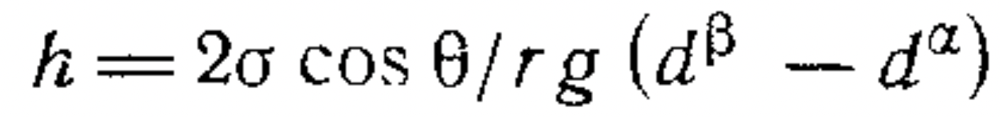 h = 2σ cos θ/r g (d^β − d^α)